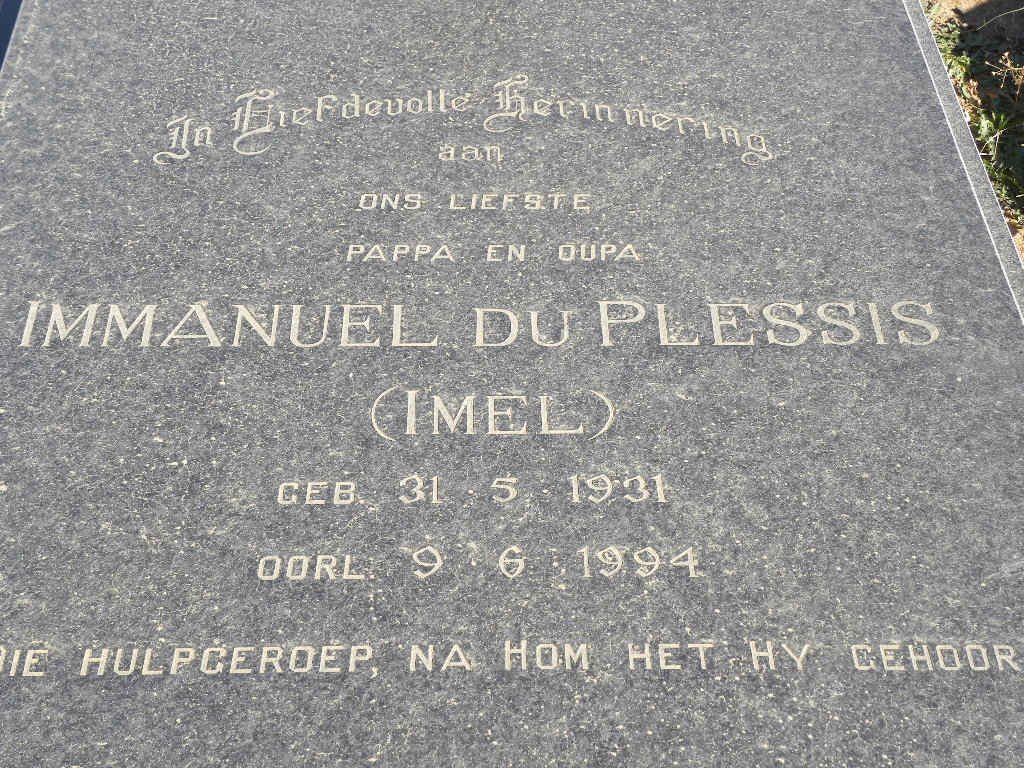 In Liefdevolle Herinnering
aan
ONS LIEFSTE
PAPPA EN OUPA
IMMANUEL DU PLESSIS
(IMEL)
GEB. 31 · 5 · 1931
OORL. 9 · 6 · 1994
DIE HULPGEROEP, NA HOM HET HY GEHOOR